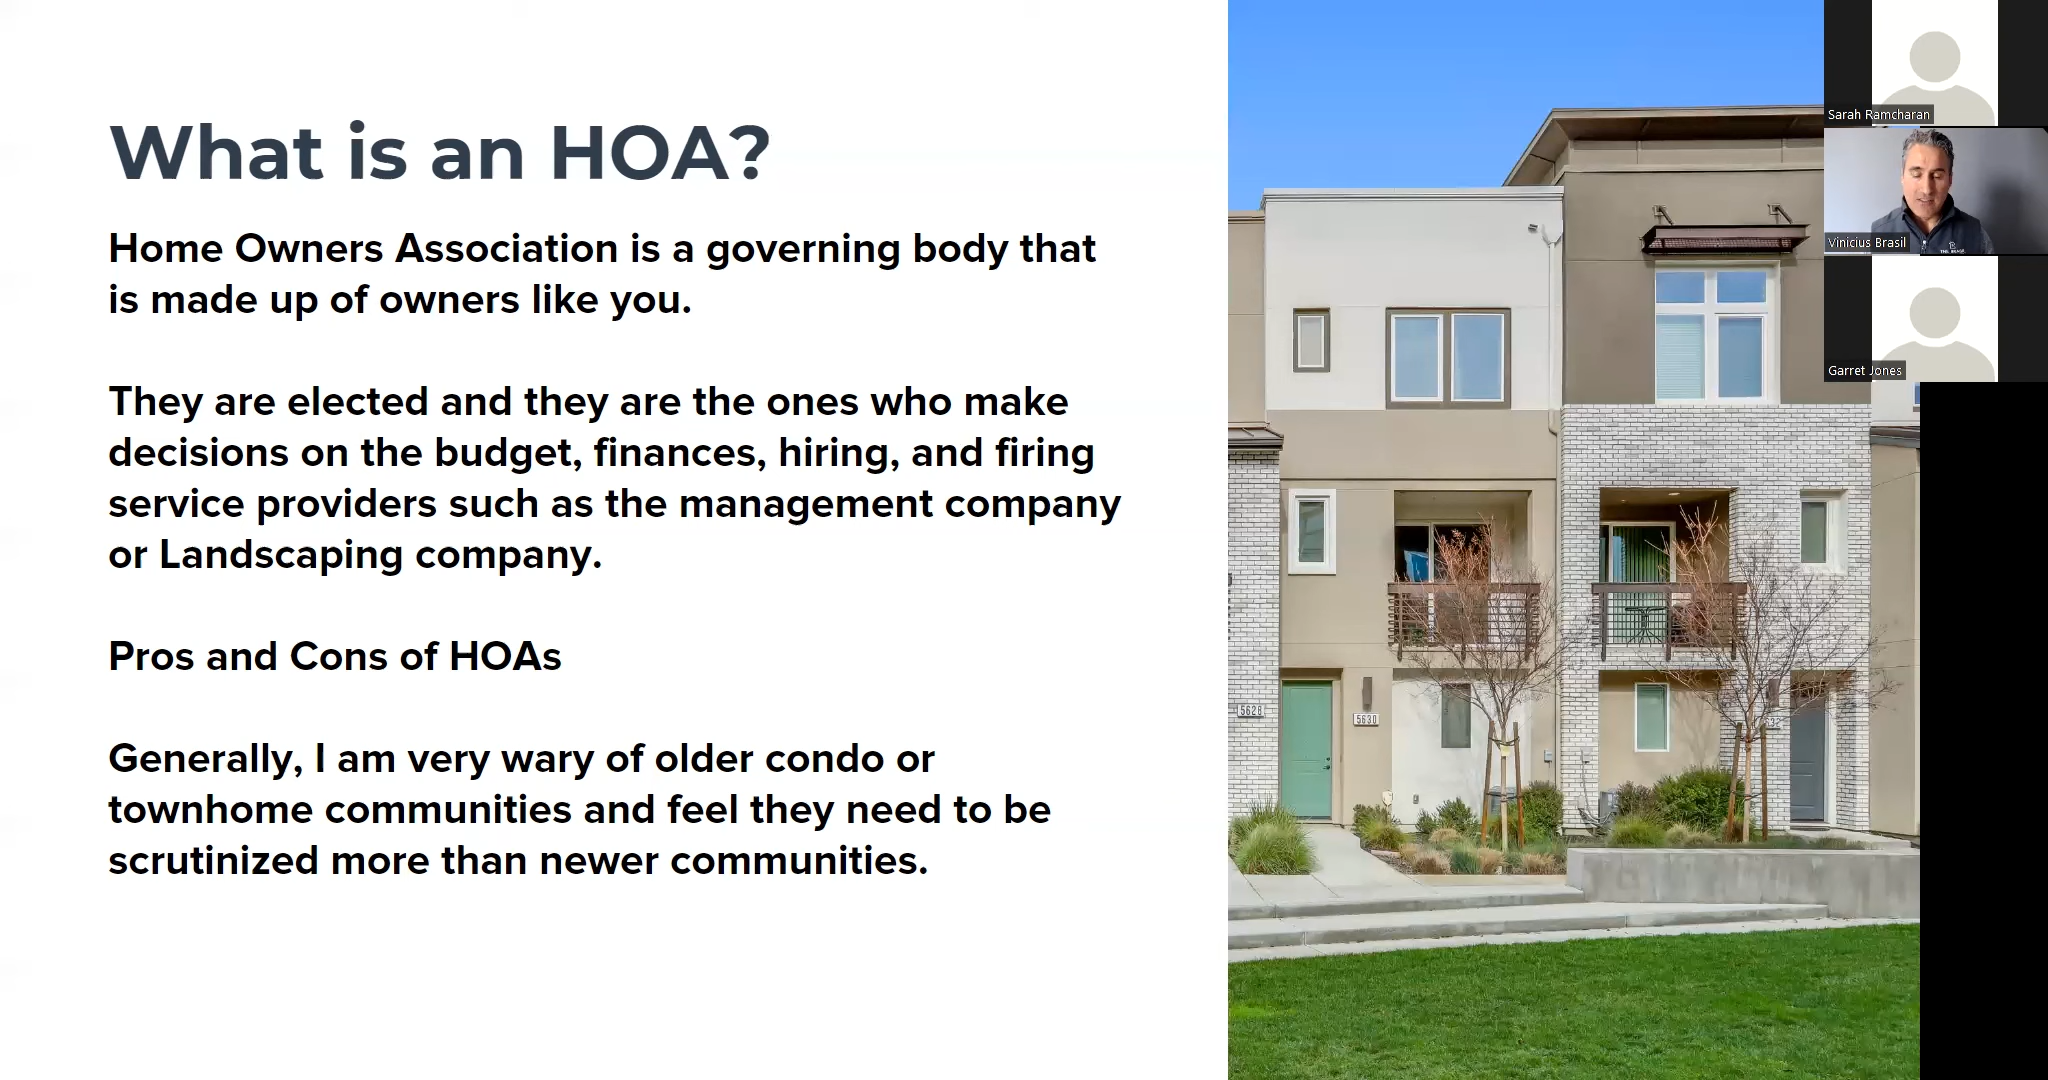 What is an HOA?
Home Owners Association is a governing body that
is made up of owners like you.
They are elected and they are the ones who make
decisions on the budget, finances, hiring, and firing
service providers such as the management company
or Landscaping company.
Pros and Cons of HOAs
Generally, I am very wary of older condo or
townhome communities and feel they need to be
scrutinized more than newer communities.
Sarah Ramcharan
Vinicius Brasil
Garret Jones
5628
5630